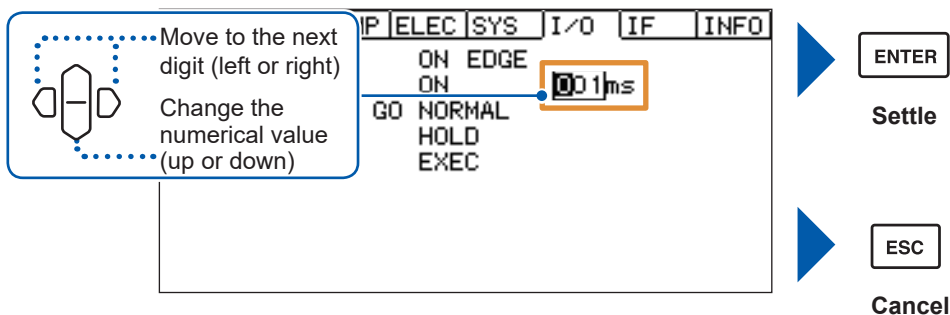 Move to the next
digit (left or right)
Change the
numerical value
(up or down)
MP ELEC SYS I/O IF INFO
ON EDGE
ON 001ms
GO NORMAL
HOLD
EXEC
ENTER
Settle
ESC
Cancel